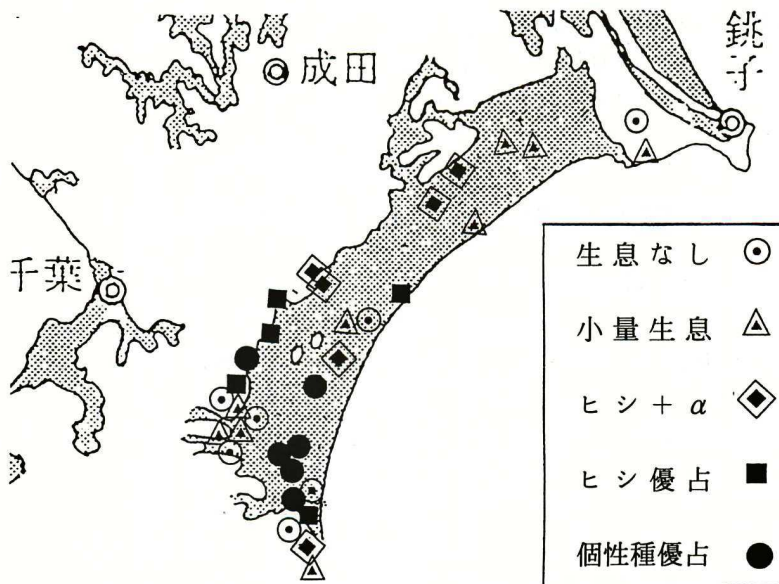 銚子
成田
千葉
生息なし
小量生息
ヒシ+α
ヒシ優占
個性種優占